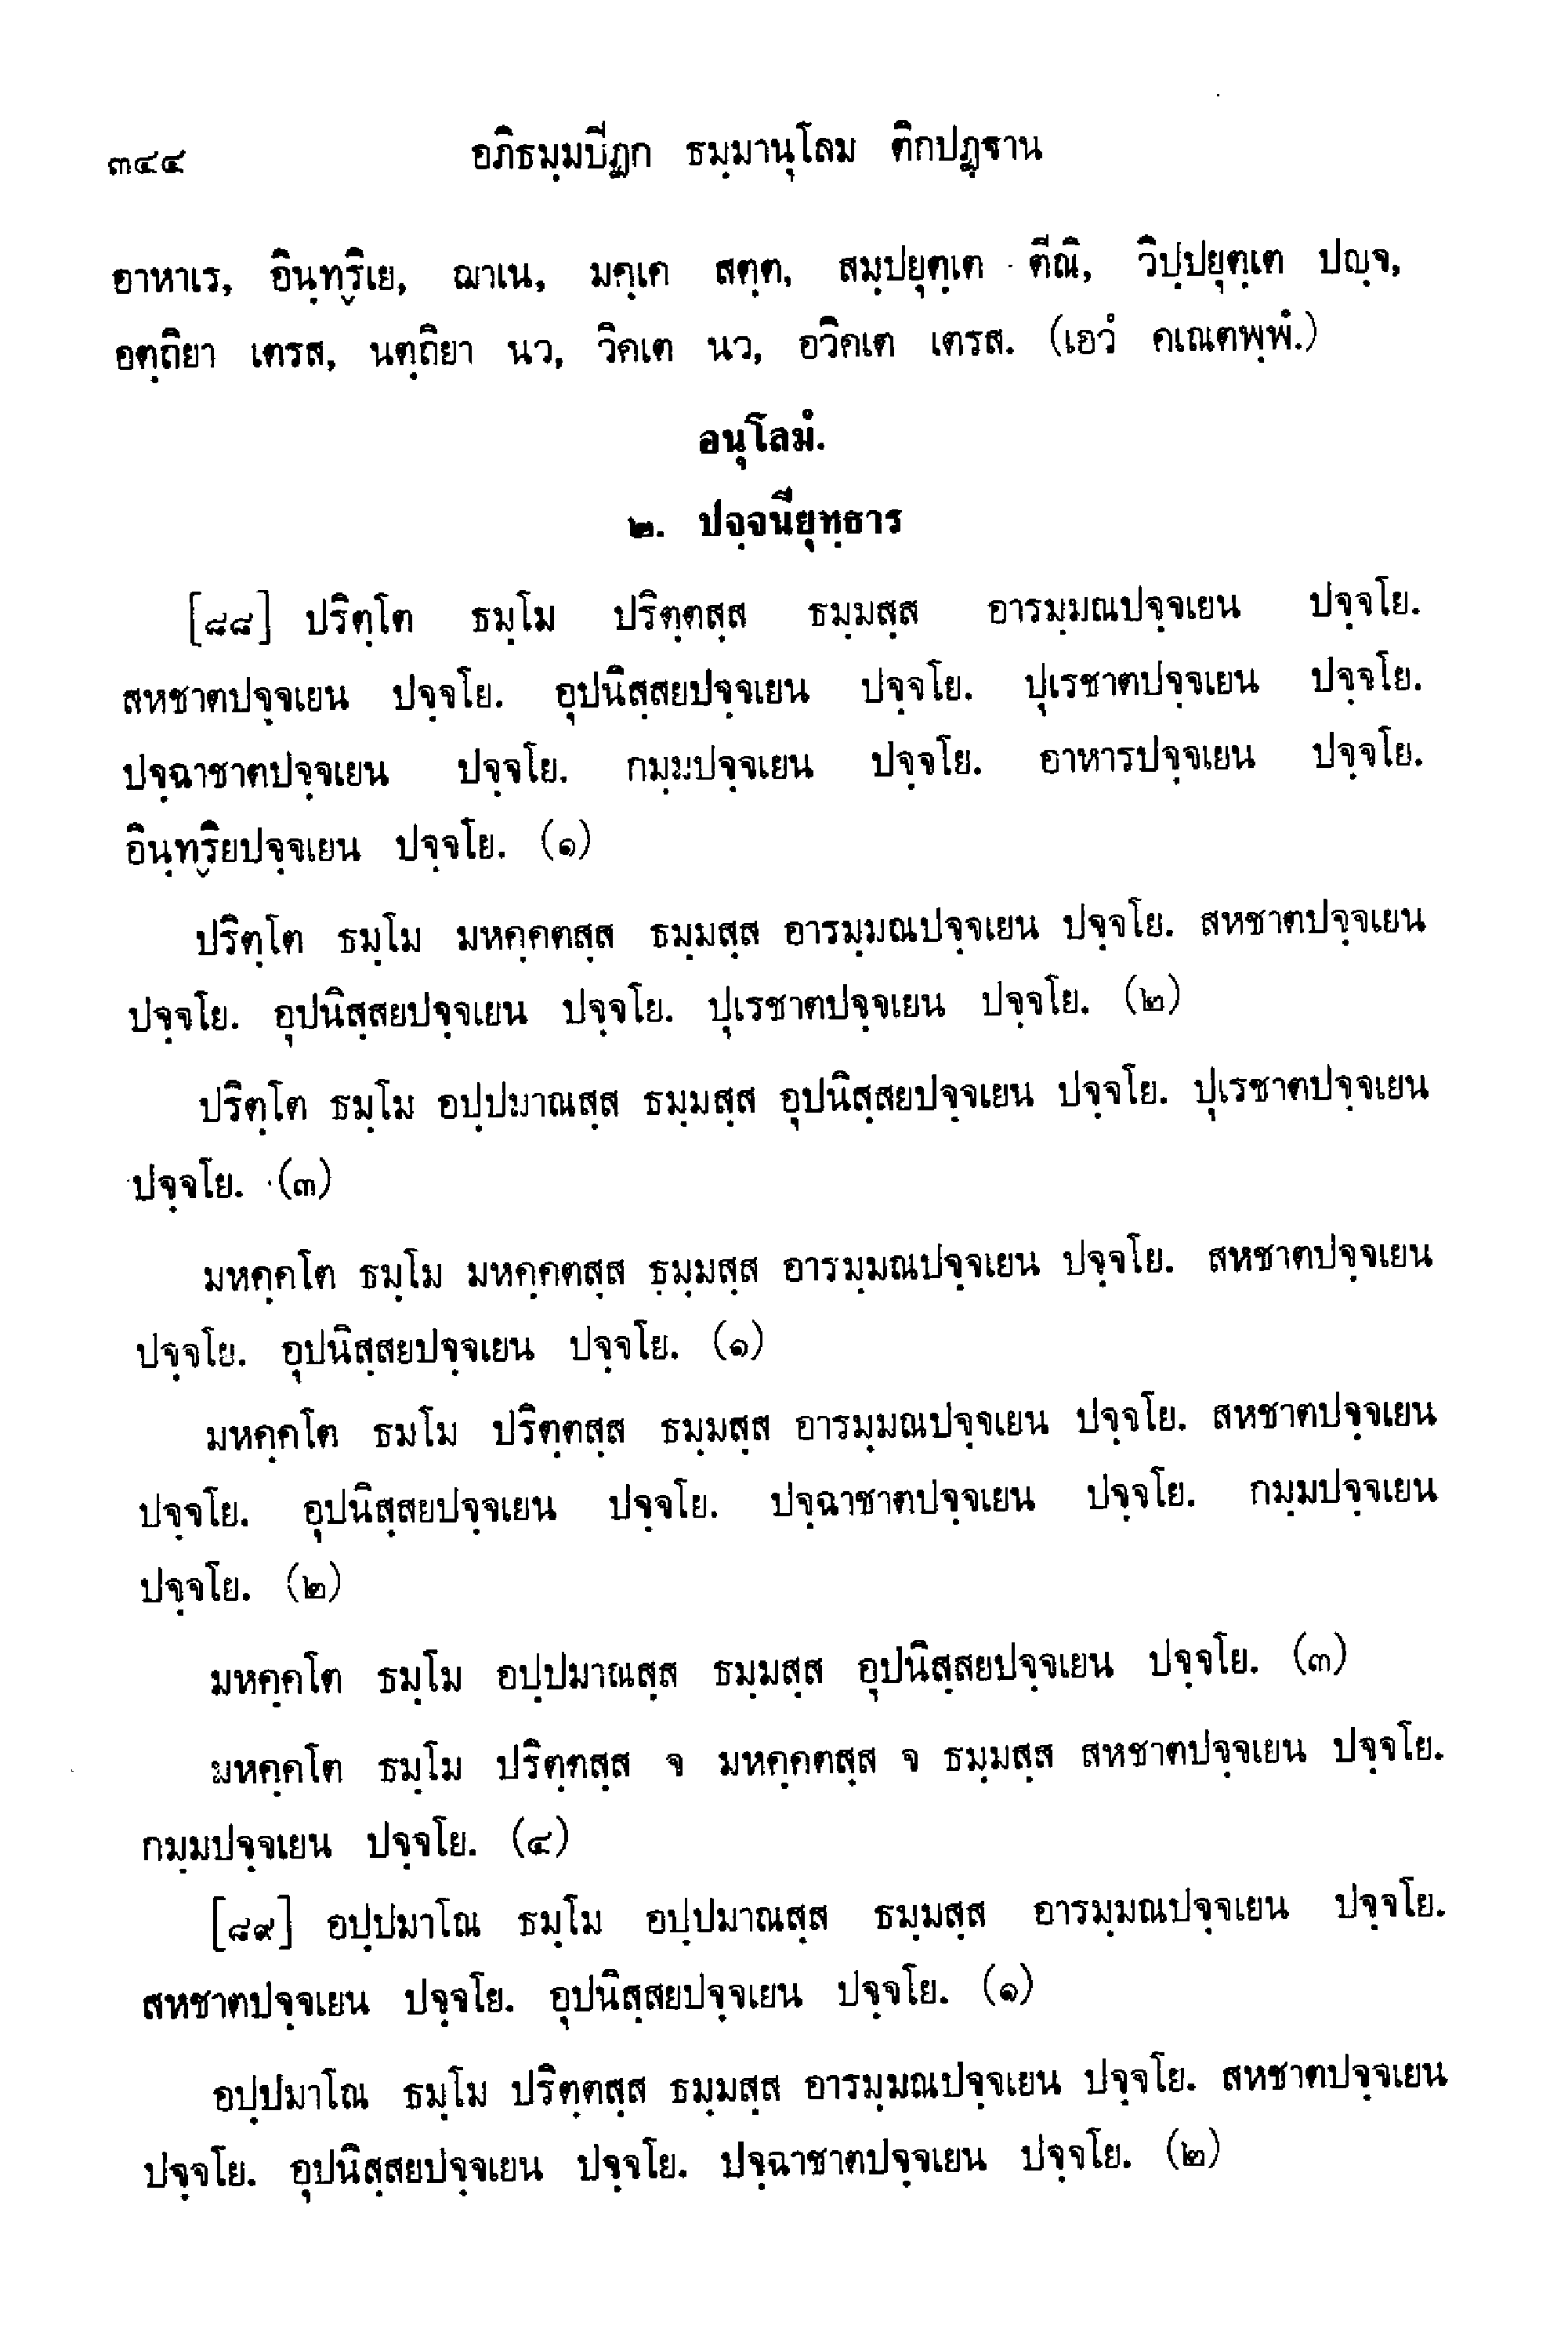 ๓๔๔ อภิธมฺมปีฏก ธมฺมานุโลม ติกปฏฺฐาน
อาหาเร, อินฺทฺริเย, ฌาเน, มคฺเค สตฺต, สมฺปยุตฺเต ตีณิ, วิปฺปยุตฺเต ปญฺจ,
อตฺถิยา เตรส, นตฺถิยา นว, วิคเต นว, อวิคเต เตรส. (เอวํ คเณตพฺพํ.)
อนุโลมํ.
๒. ปจฺจนียุทฺธาร
[๘๘] ปริตฺโต ธมฺโม ปริตฺตสฺส ธมฺมสฺส อารมฺมณปจฺจเยน ปจฺจโย.
สหชาตปจฺจเยน ปจฺจโย. อุปนิสฺสยปจฺจเยน ปจฺจโย. ปุเรชาตปจฺจเยน ปจฺจโย.
ปจฺฉาชาตปจฺจเยน ปจฺจโย. กมฺมปจฺจเยน ปจฺจโย. อาหารปจฺจเยน ปจฺจโย.
อินฺทฺริยปจฺจเยน ปจฺจโย. (๑)
ปริตฺโต ธมฺโม มหคฺคตสฺส ธมฺมสฺส อารมฺมณปจฺจเยน ปจฺจโย. สหชาตปจฺจเยน
ปจฺจโย. อุปนิสฺสยปจฺจเยน ปจฺจโย. ปุเรชาตปจฺจเยน ปจฺจโย. (๒)
ปริตฺโต ธมฺโม อปฺปมาณสฺส ธมฺมสฺส อุปนิสฺสยปจฺจเยน ปจฺจโย. ปุเรชาตปจฺจเยน
ปจฺจโย. (๓)
มหคฺคโต ธมฺโม มหคฺคตสฺส ธฺมฺมสฺส อารมฺมณปจฺจเยน ปจฺจโย. สหชาตปจฺจเยน
ปจฺจโย. อุปนิสฺสยปจฺจเยน ปจฺจโย. (๑)
มหคฺคโต ธมโม ปริตฺตสฺส ธมฺมสฺส อารมฺมณปจฺจเยน ปจฺจโย. สหชาตปจฺจเยน
ปจฺจโย. อุปนิสฺสยปจฺจเยน ปจฺจโย. ปจฺฉาชาตปจฺจเยน ปจฺจโย. กมฺมปจฺจเยน
ปจฺจโย. (๒)
มหคฺคโต ธมฺโม อปฺปมาณสฺส ธมฺมสฺส อุปนิสฺสยปจฺจเยน ปจฺจโย. (๓)
มหคฺคโต ธมฺโม ปริตฺตสฺส จ มหคฺคตสฺส จ ธมฺมสฺส สหชาตปจฺจเยน ปจฺจโย.
กมฺมปจฺจเยน ปจฺจโย. (๔)
[๘๙] อปฺปมาโณ ธมฺโม อปฺปมาณสฺส ธมฺมสฺส อารมฺมณปจฺจเยน ปจฺจโย.
สหชาตปจฺจเยน ปจฺจโย. อุปนิสฺสยปจฺจเยน ปจฺจโย. (๑)
อปฺปมาโณ ธมฺโม ปริตฺตสฺส ธมฺมสฺส อารมฺมณปจฺจเยน ปจฺจโย. สหชาตปจฺจเยน
ปจฺจโย. อุปนิสฺสยปจฺจเยน ปจฺจโย. ปจฺฉาชาตปจฺจเยน ปจฺจโย. (๒)